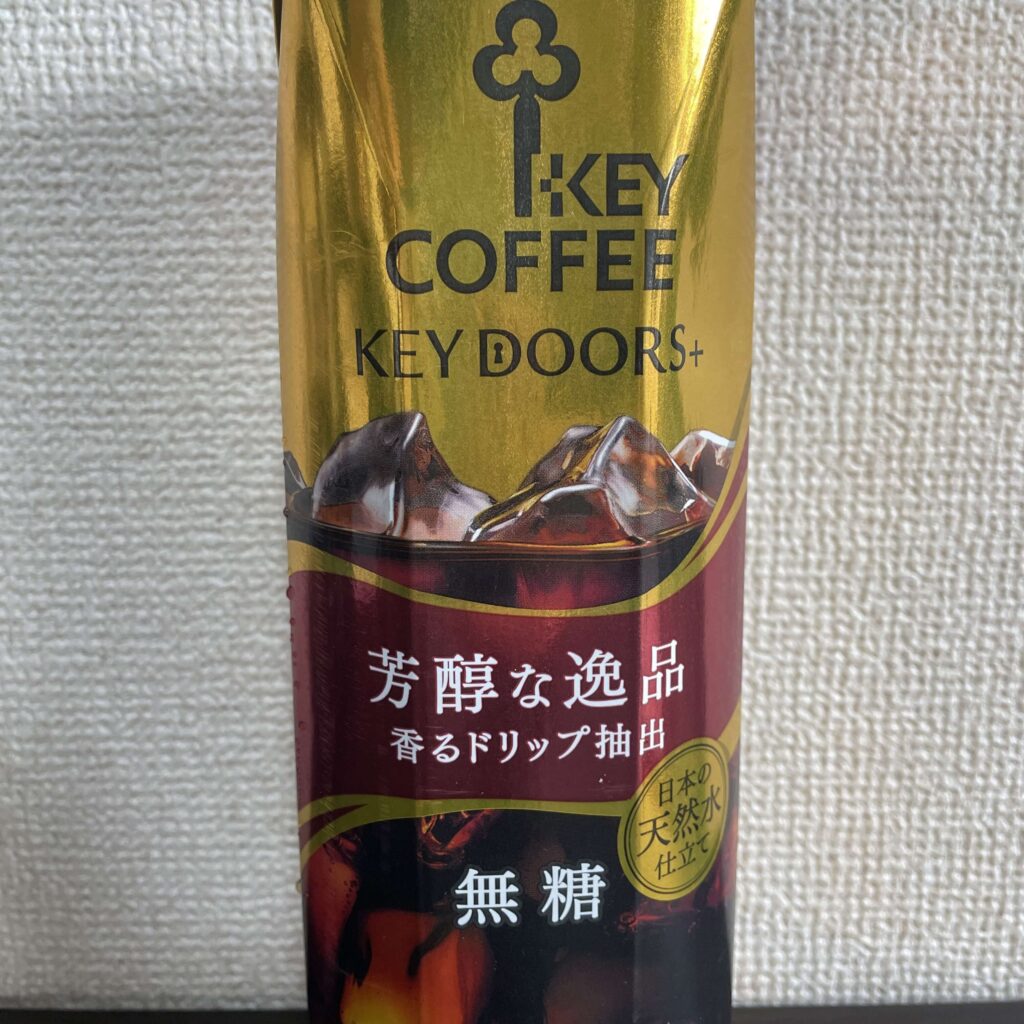 KEY
COFFEE
KEY DOORS+
芳醇な逸品
香るドリップ抽出
日本の
天然水
仕立て
無糖